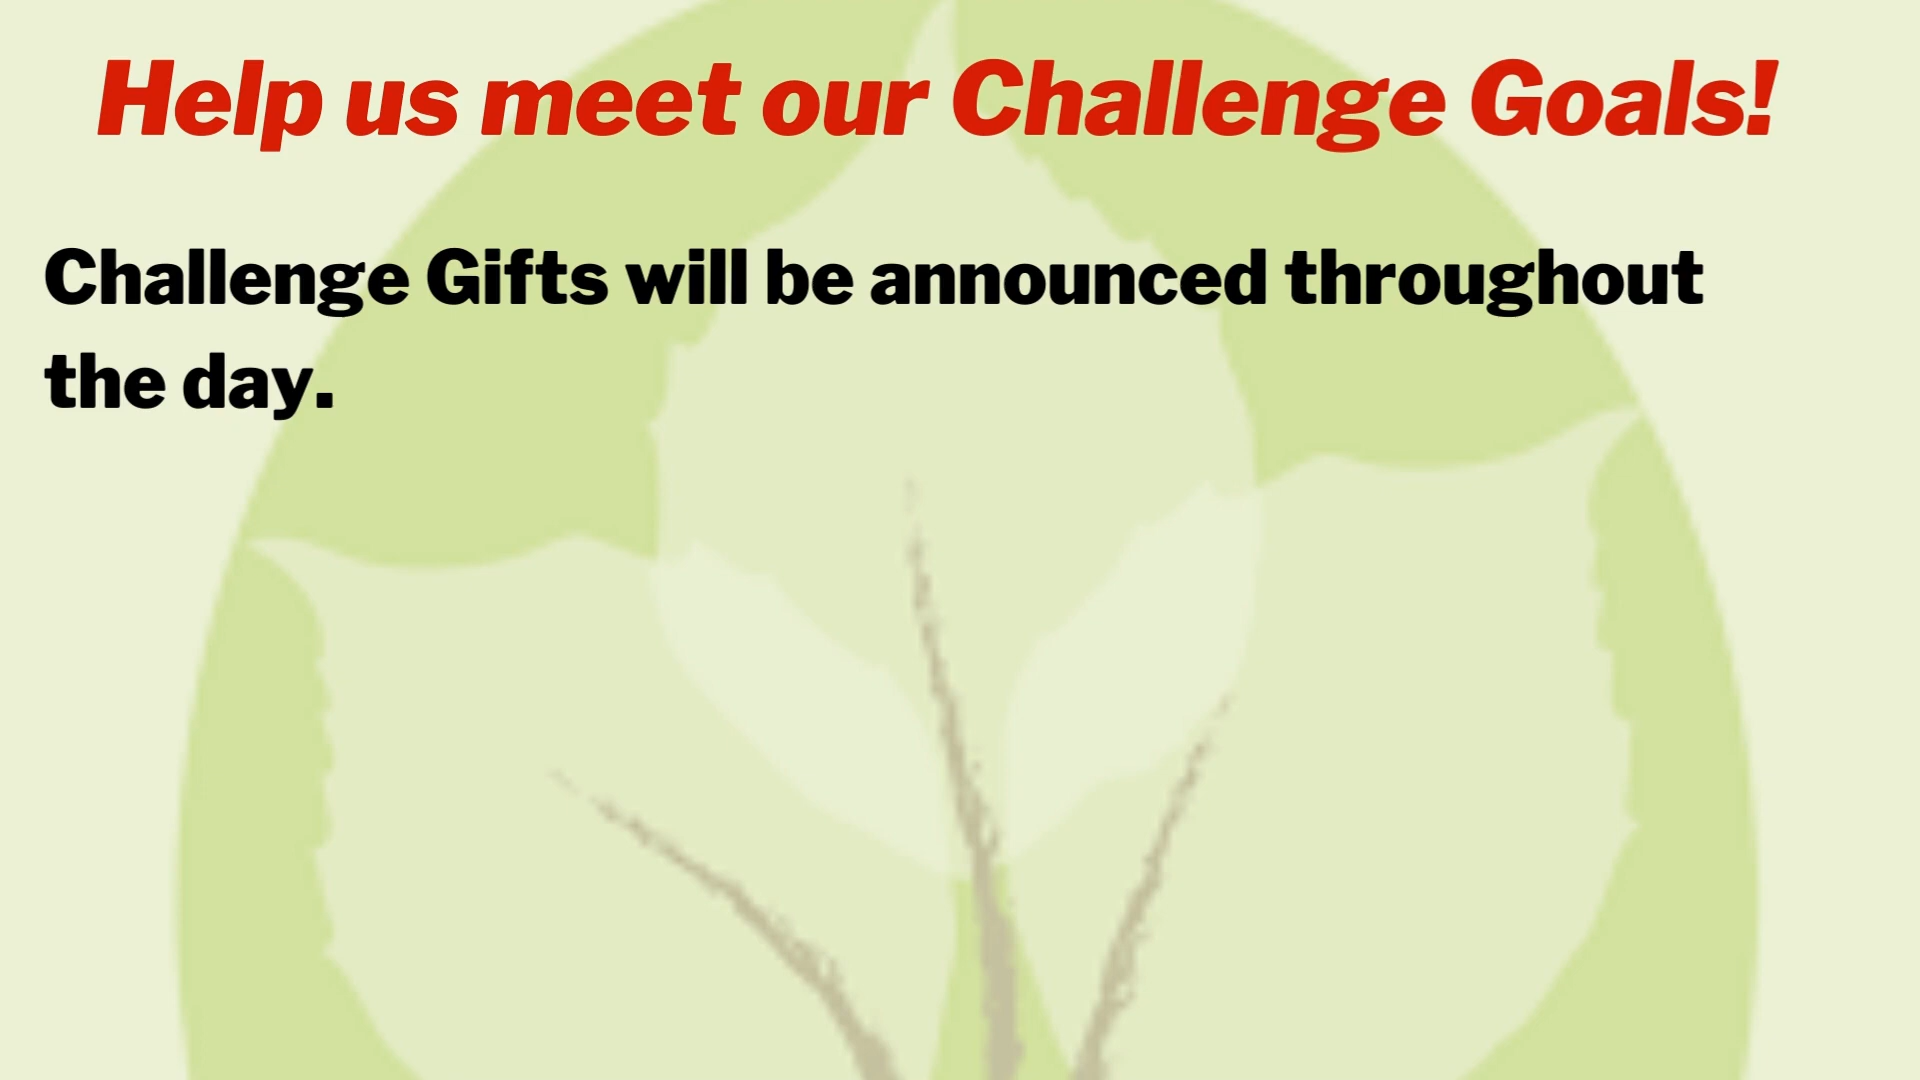 Help us meet our Challenge Goals!
Challenge Gifts will be announced throughout
the day.